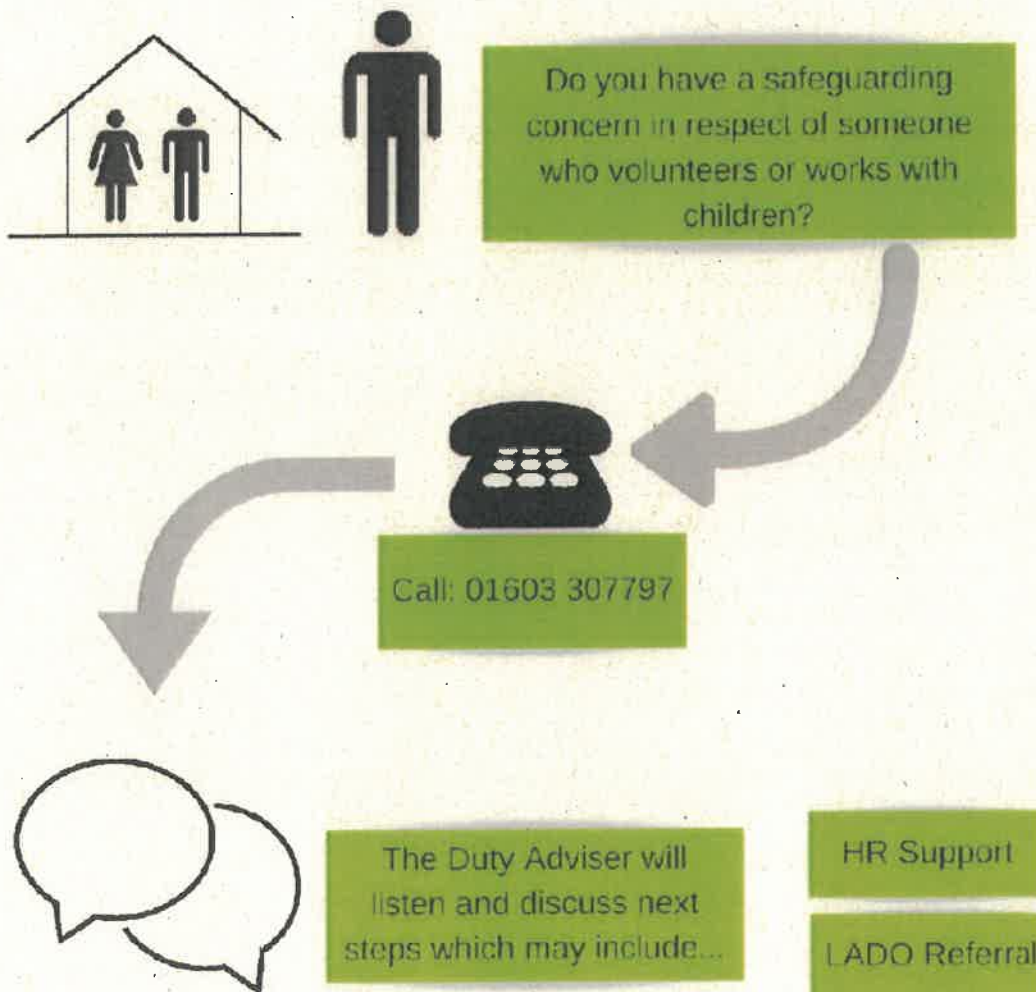 Do you have a safeguarding
concern in respect of someone
who volunteers or works with
children?
Call: 01603 307797
The Duty Adviser will
listen and discuss next
steps which may include...
HR Support
LADO Referral